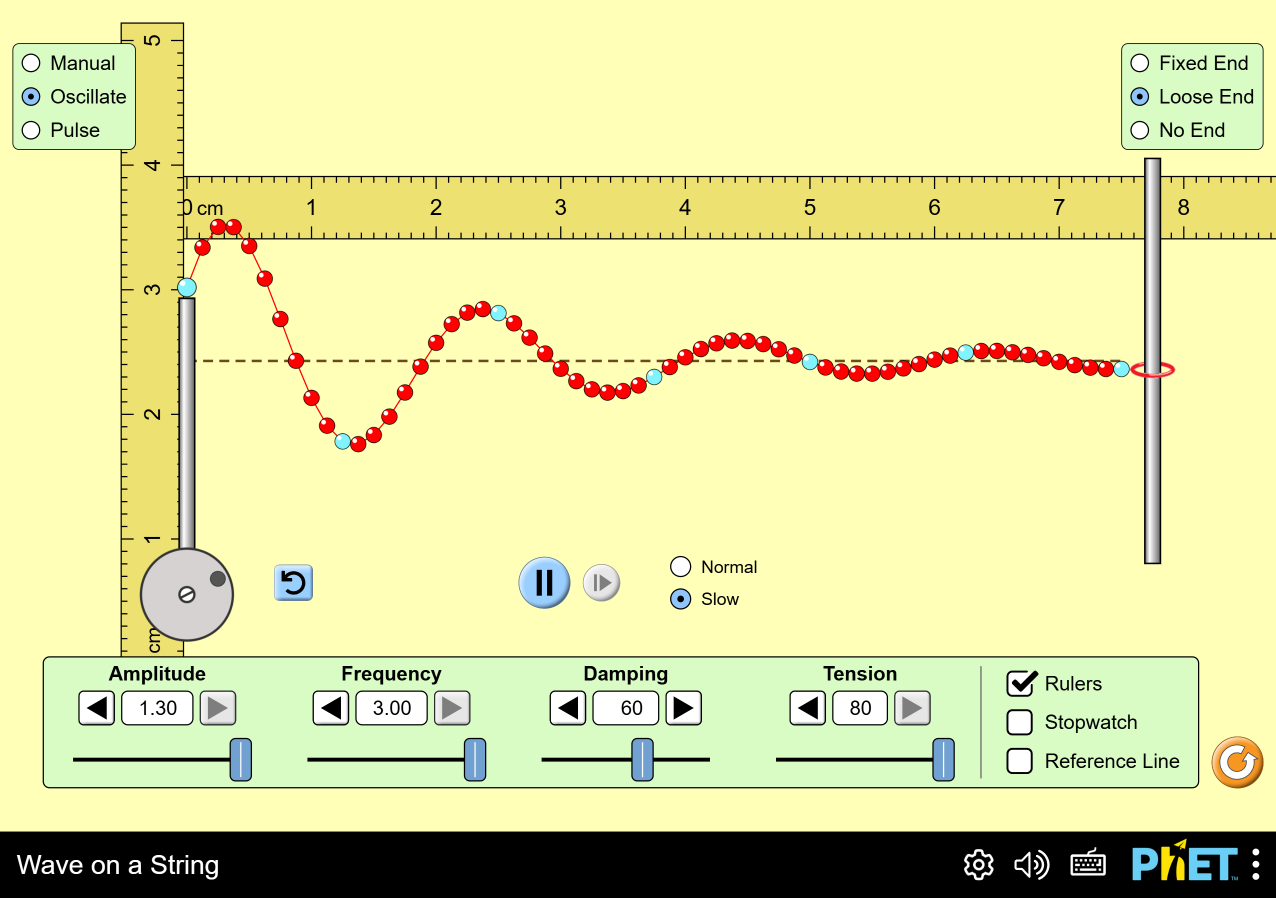 Manual
Oscillate
Pulse
Fixed End
Loose End
No End
5
4
3
2
1
cm
0 cm 1 2 3 4 5 6 7 8
Normal
Slow
Amplitude Frequency Damping Tension
1.30 3.00 60 80
Rulers
Stopwatch
Reference Line
Wave on a String
PhET